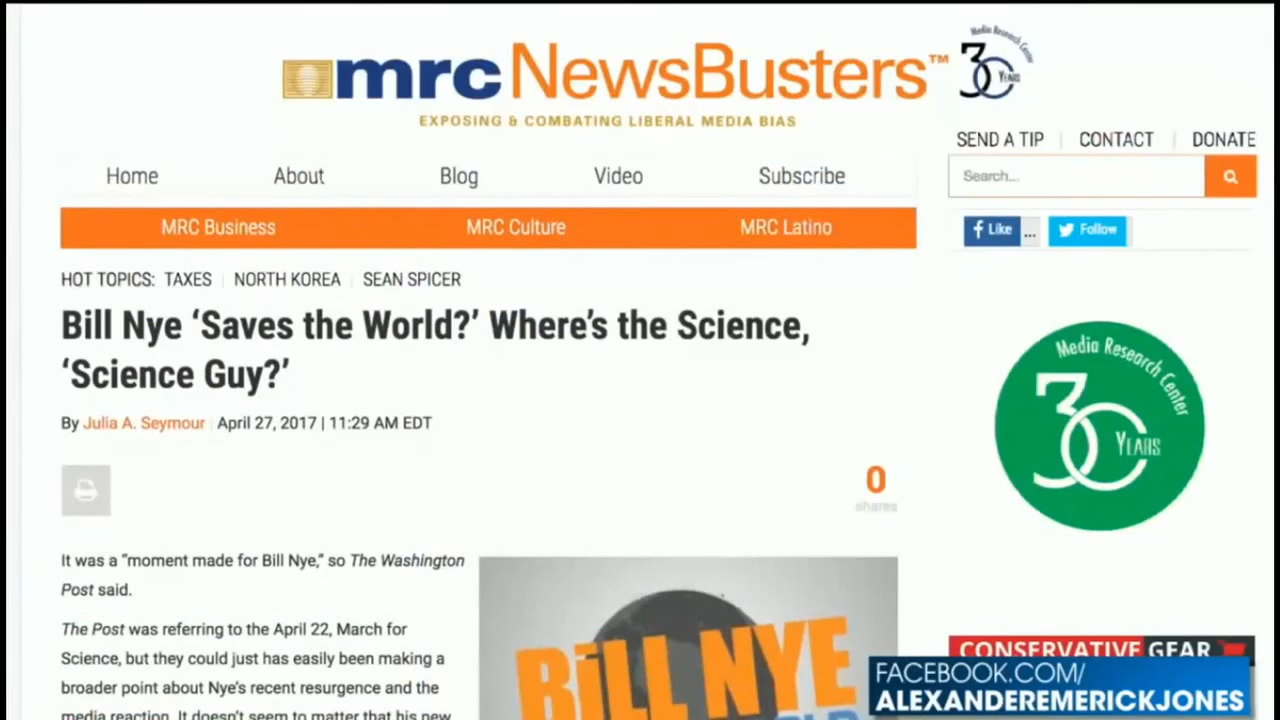 mrc NewsBusters™
Media Research Center
30 YEARS
EXPOSING & COMBATING LIBERAL MEDIA BIAS
SEND A TIP | CONTACT | DONATE
Home About Blog Video Subscribe
Search...
MRC Business MRC Culture MRC Latino
Like ... Follow
HOT TOPICS: TAXES | NORTH KOREA | SEAN SPICER
Bill Nye ‘Saves the World?’ Where’s the Science,
‘Science Guy?’
By Julia A. Seymour | April 27, 2017 | 11:29 AM EDT
Media Research Center
30 YEARS
0
shares
It was a "moment made for Bill Nye," so The Washington
Post said.
The Post was referring to the April 22, March for
Science, but they could just has easily been making a
broader point about Nye's recent resurgence and the
media reaction. It doesn't seem to matter that his new
BiLL NYE
CONSERVATIVE GEAR
FACEBOOK.COM/
ALEXANDEREMERICKJONES